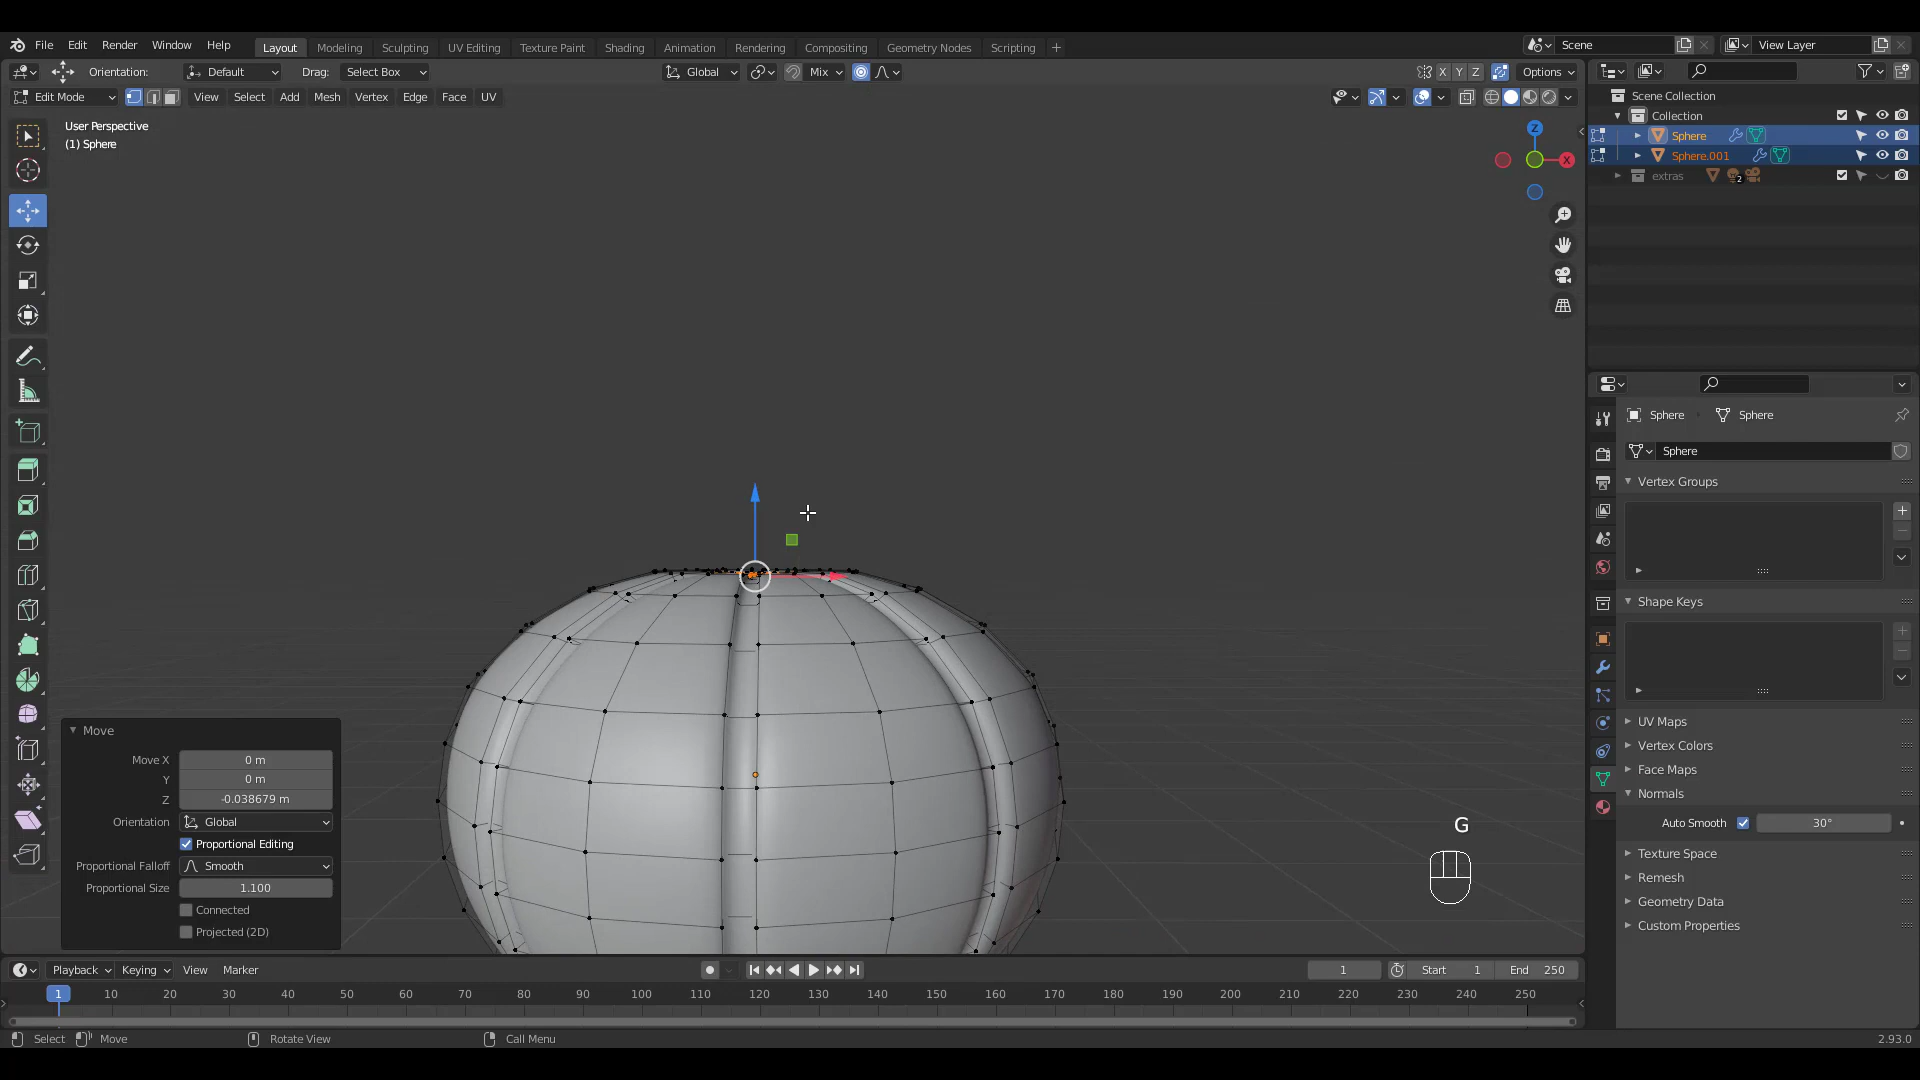 File Edit Render Window Help Layout Modeling Sculpting UV Editing Texture Paint Shading Animation Rendering Compositing Geometry Nodes Scripting + Scene View Layer
Orientation: Default Drag: Select Box Global Mix X Y Z Options
Edit Mode View Select Add Mesh Vertex Edge Face UV
User Perspective
(1) Sphere
Z
X
Scene Collection
Collection
Sphere
Sphere.001
extras 2
Sphere Sphere
Sphere
Vertex Groups
Shape Keys
UV Maps
Vertex Colors
Face Maps
Normals
Auto Smooth 30°
Texture Space
Remesh
Geometry Data
Custom Properties
G
Move
Move X 0 m
Y 0 m
Z -0.038679 m
Orientation Global
Proportional Editing
Proportional Falloff Smooth
Proportional Size 1.100
Connected
Projected (2D)
Playback Keying View Marker 1 Start 1 End 250
1 10 20 30 40 50 60 70 80 90 100 110 120 130 140 150 160 170 180 190 200 210 220 230 240 250
Select Move Rotate View Call Menu 2.93.0